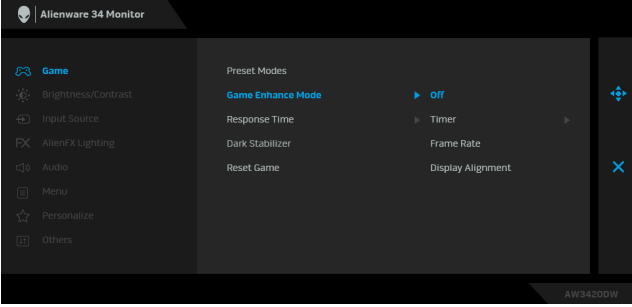 Alienware 34 Monitor
Game
Preset Modes
Brightness/Contrast
Game Enhance Mode
Off
Input Source
Response Time
Timer
AlienFX Lighting
Dark Stabilizer
Frame Rate
Audio
Reset Game
Display Alignment
Menu
Personalize
Others
AW3420DW